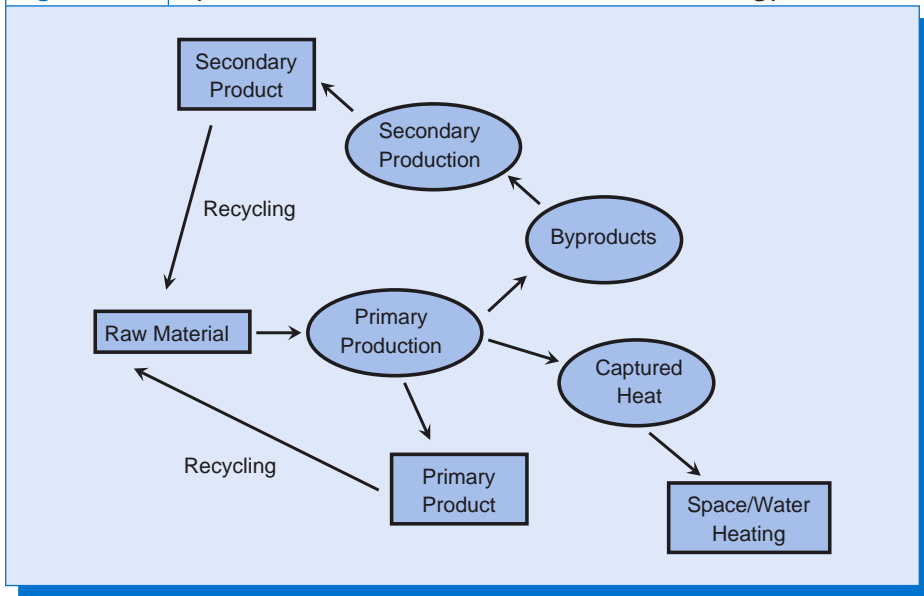 Secondary
Product
Secondary
Production
Recycling
Byproducts
Raw Material
Primary
Production
Captured
Heat
Recycling
Primary
Product
Space/Water
Heating